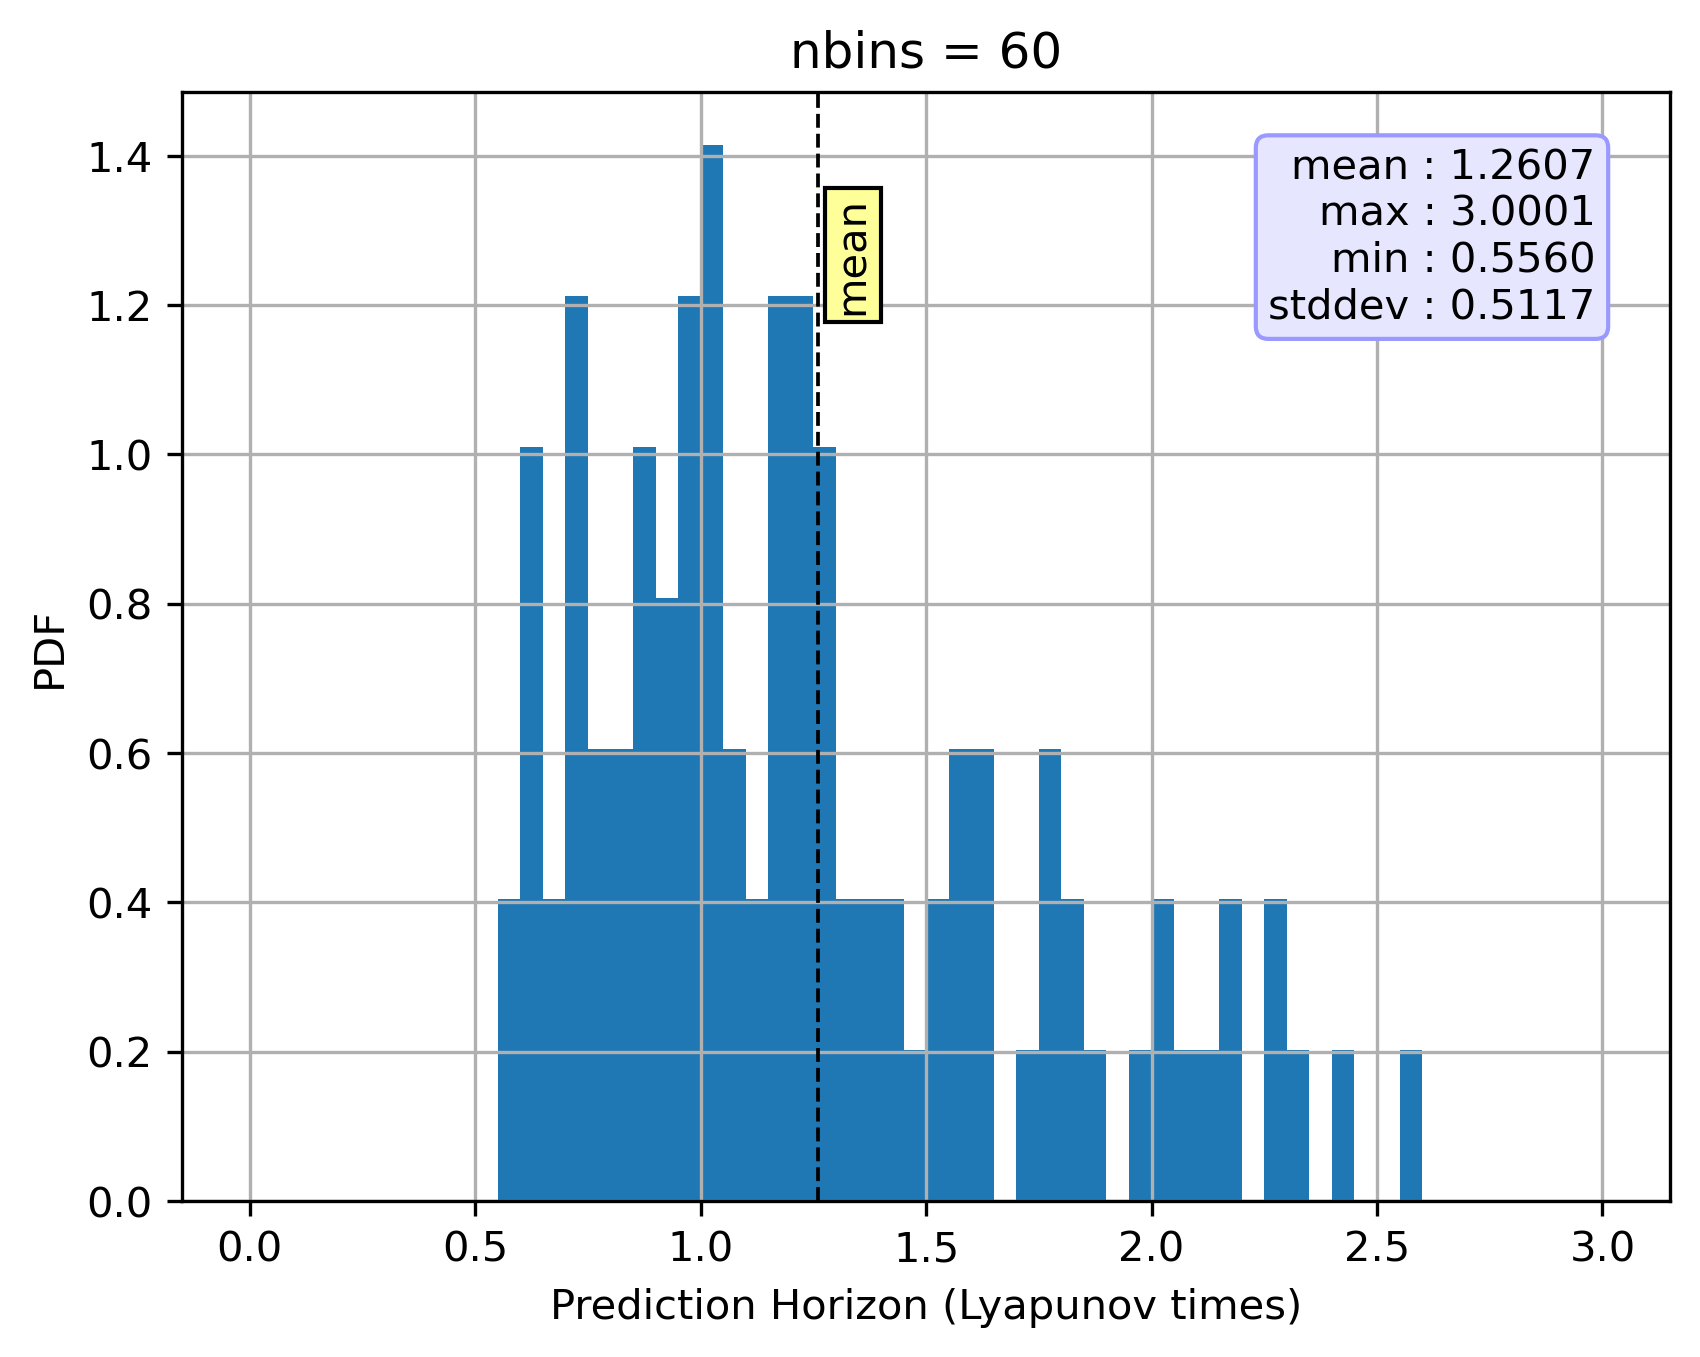 nbins = 60
1.4
1.2
1.0
0.8
0.6
0.4
0.2
0.0
PDF
mean
mean : 1.2607
max : 3.0001
min : 0.5560
stddev : 0.5117
0.0 0.5 1.0 1.5 2.0 2.5 3.0
Prediction Horizon (Lyapunov times)